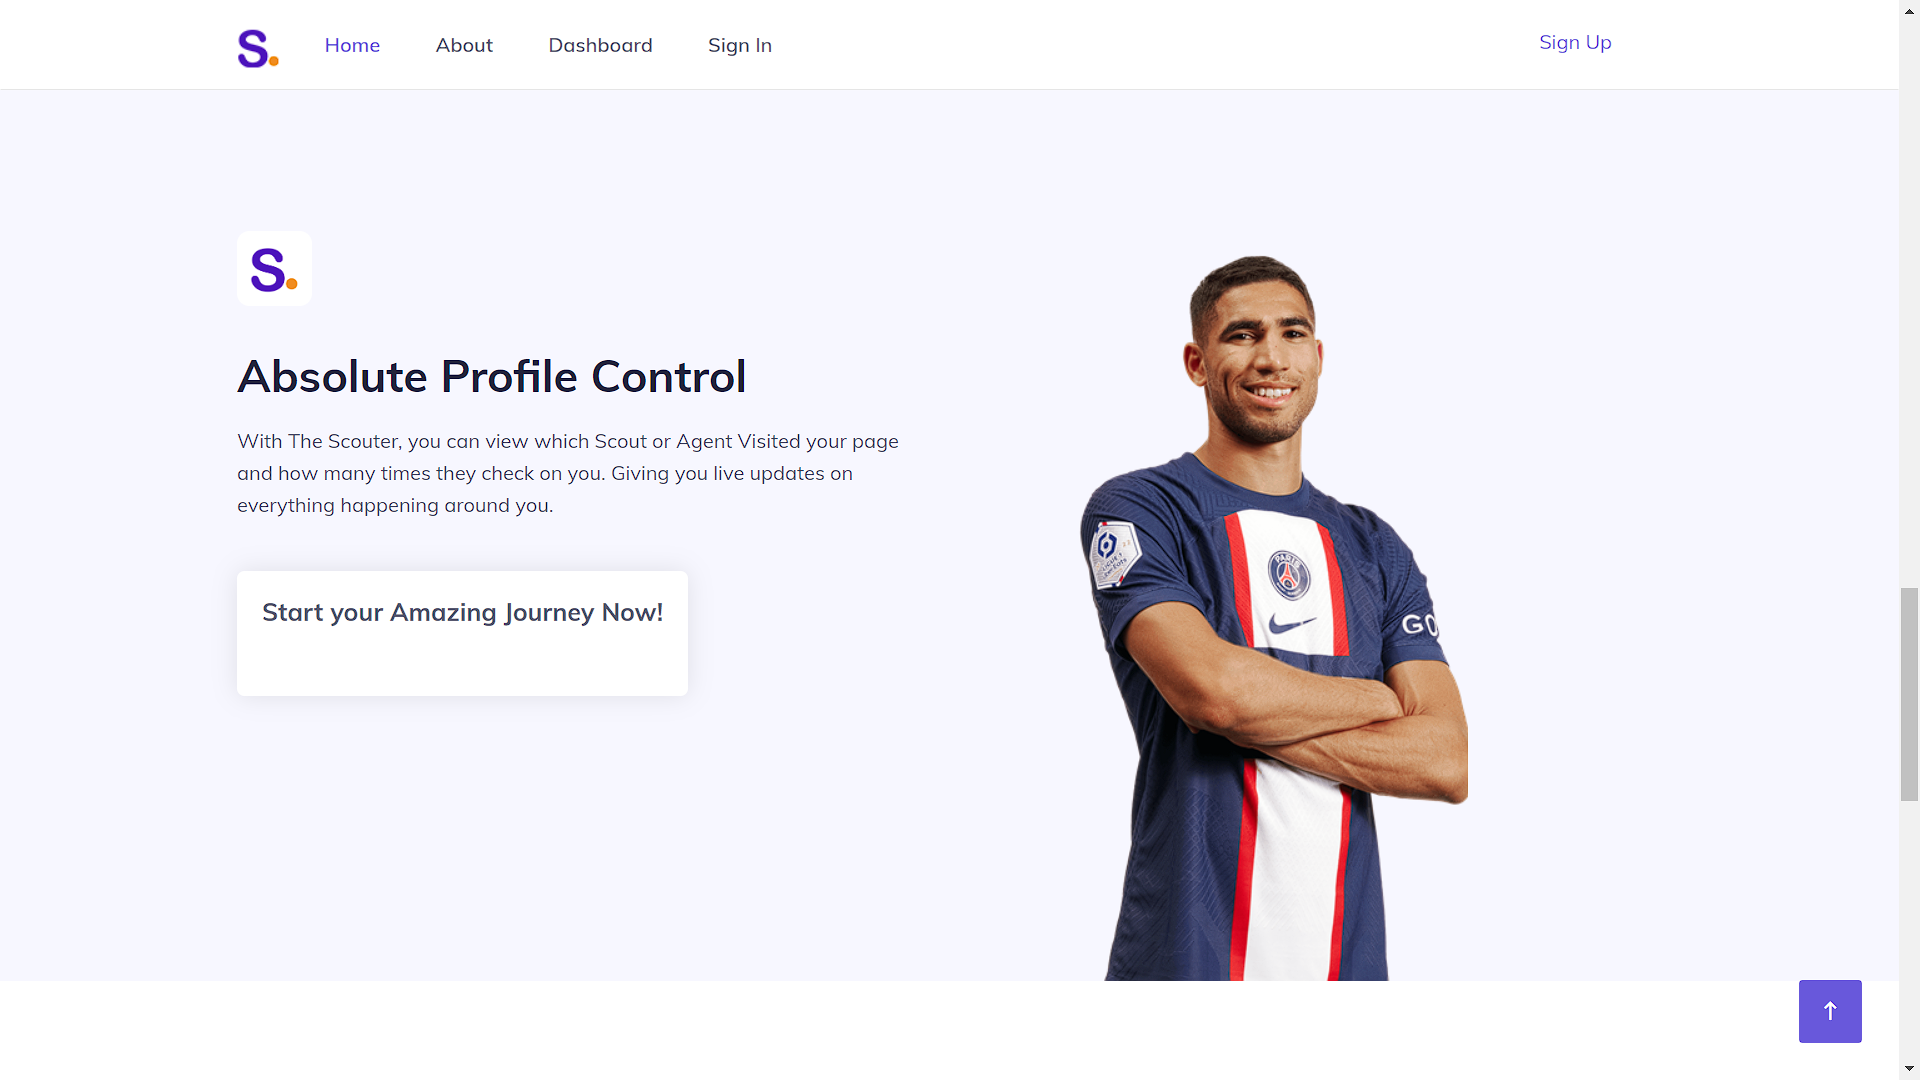 S.
Home
About
Dashboard
Sign In
Sign Up
S.
Absolute Profile Control
With The Scouter, you can view which Scout or Agent Visited your page
and how many times they check on you. Giving you live updates on
everything happening around you.
Start your Amazing Journey Now!
PARIS
GO